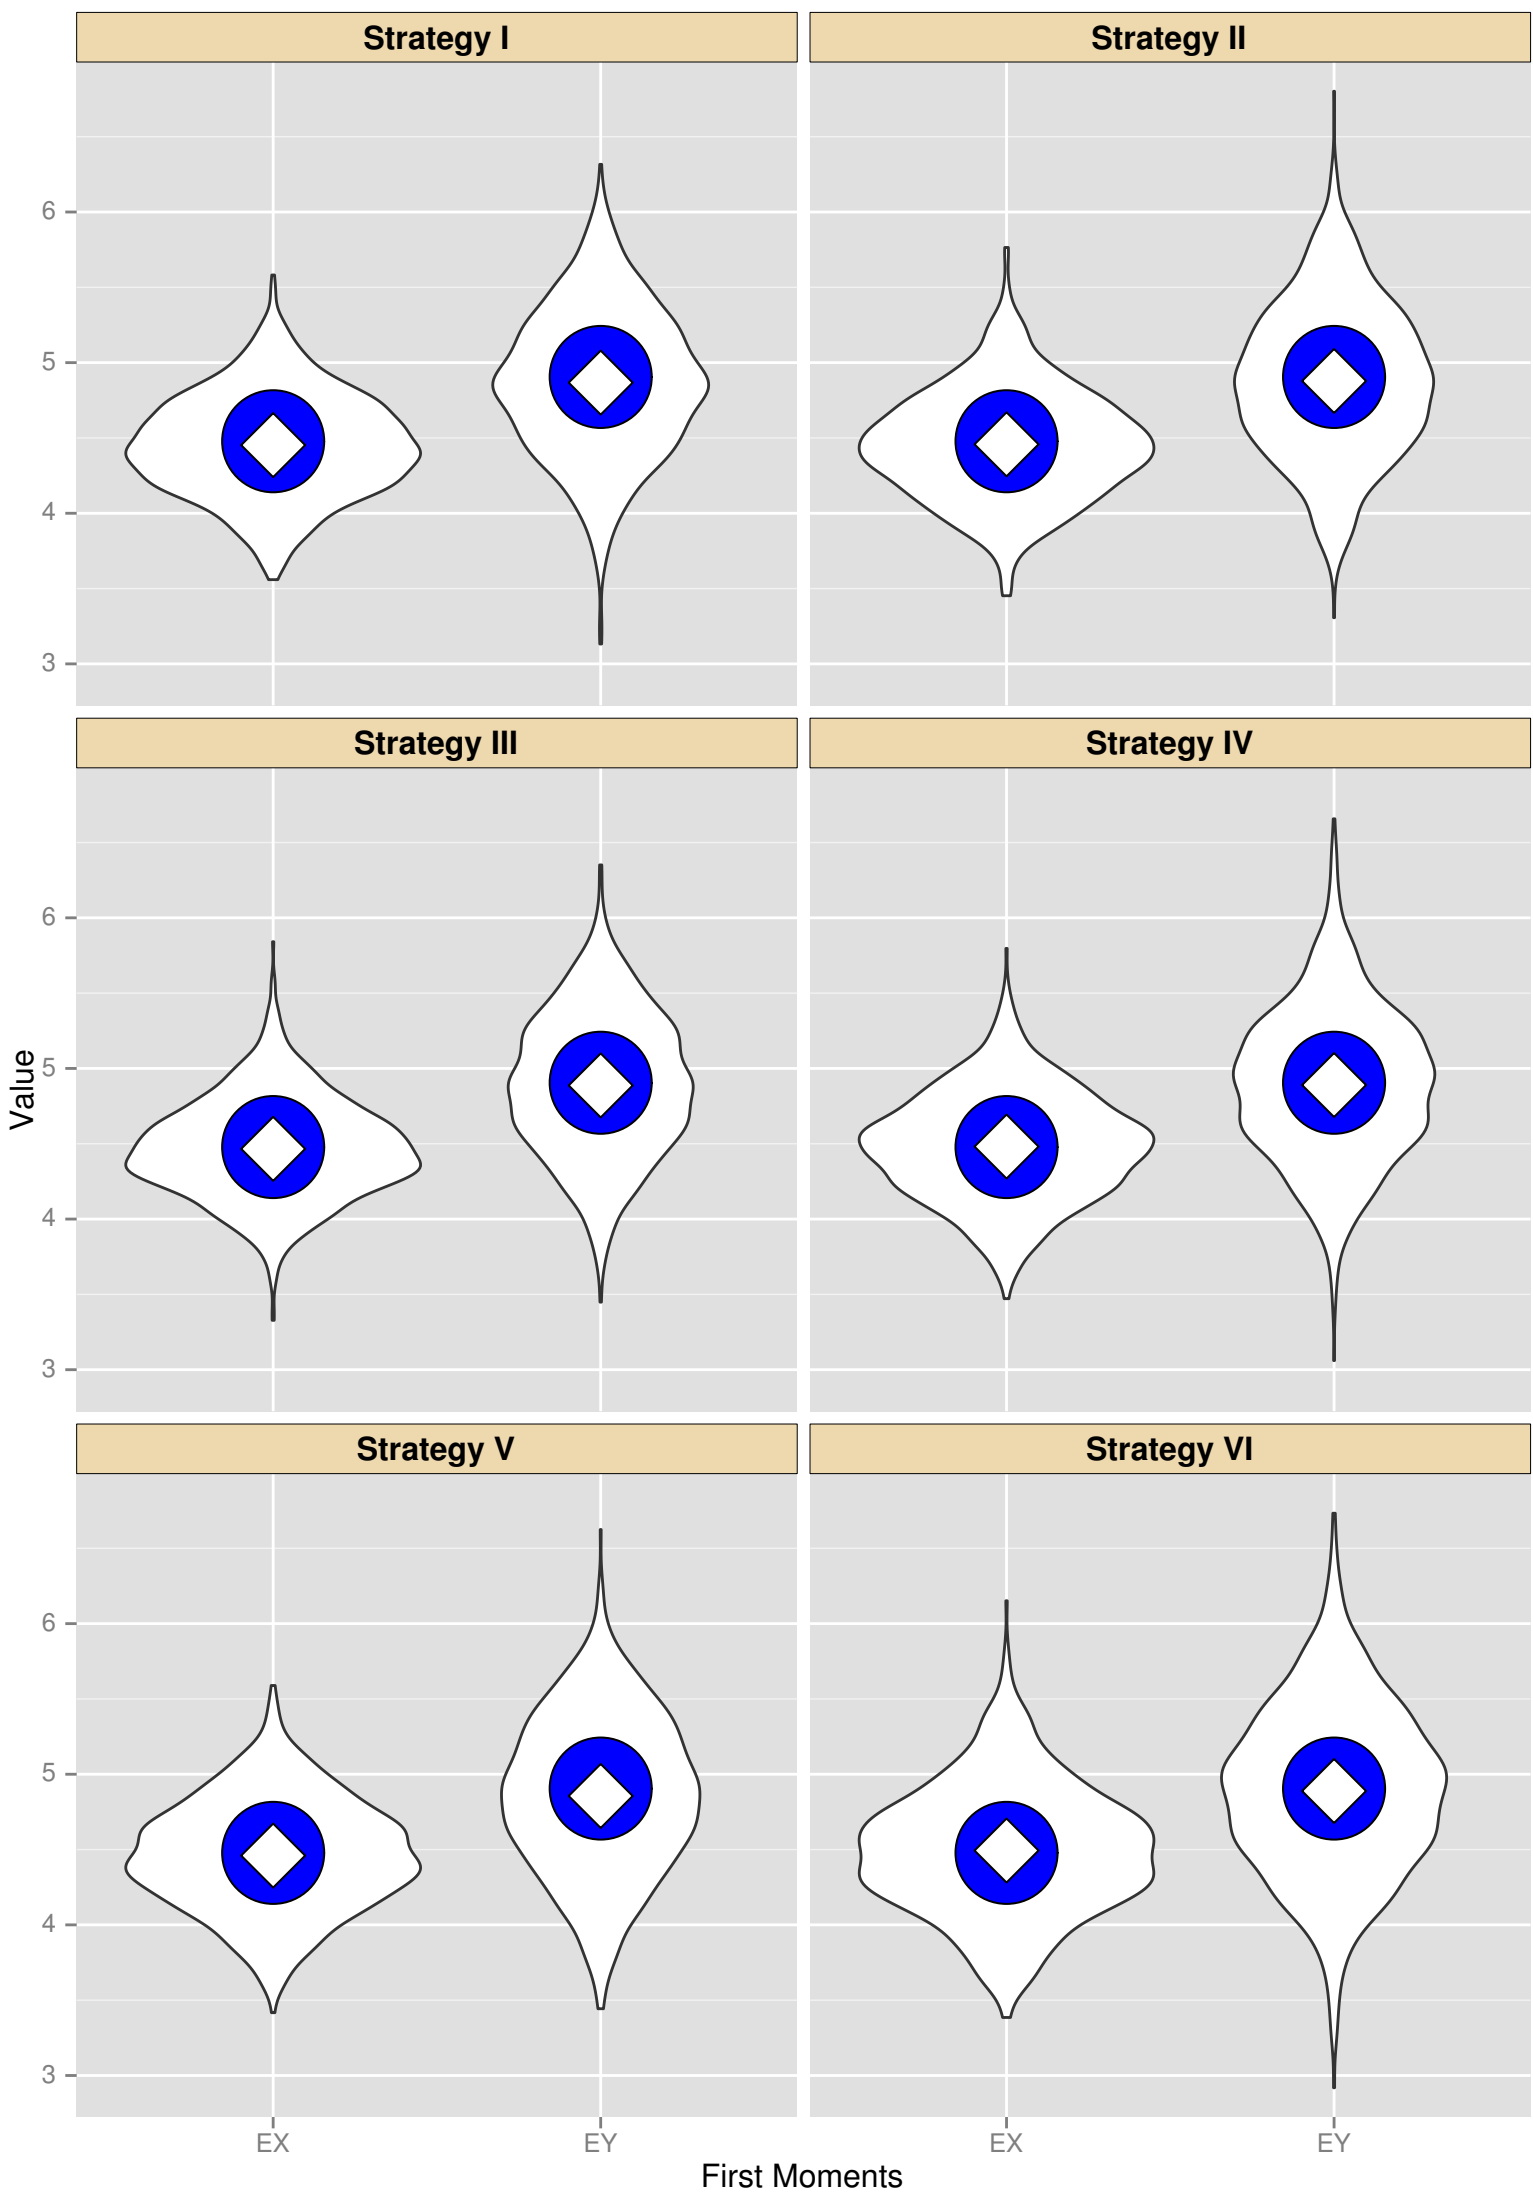 Strategy I
Strategy II
6
5
4
3
Strategy III
Strategy IV
Value
6
5
4
3
Strategy V
Strategy VI
6
5
4
3
EX
EY
EX
EY
First Moments